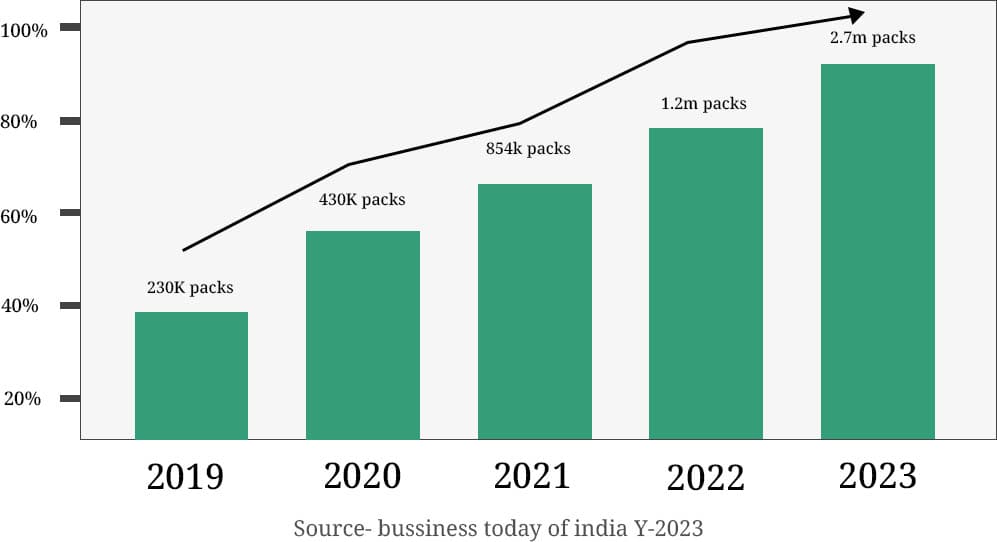 100%
2.7m packs
80%
1.2m packs
854k packs
60%
430K packs
40%
230K packs
20%
2019 2020 2021 2022 2023
Source- bussiness today of india Y-2023